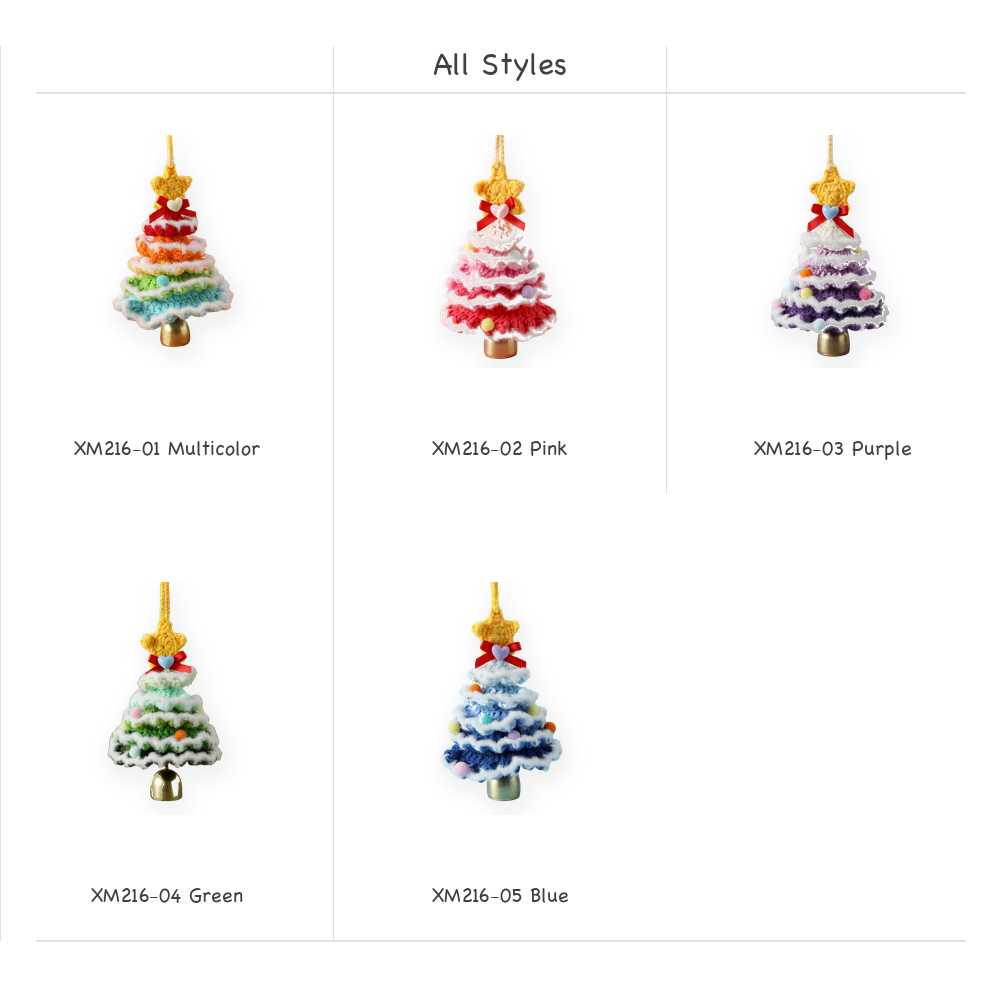 All Styles
XM216-01 Multicolor
XM216-02 Pink
XM216-03 Purple
XM216-04 Green
XM216-05 Blue